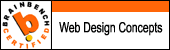 BRAINBENCH
CERTIFIED
b
Web Design Concepts